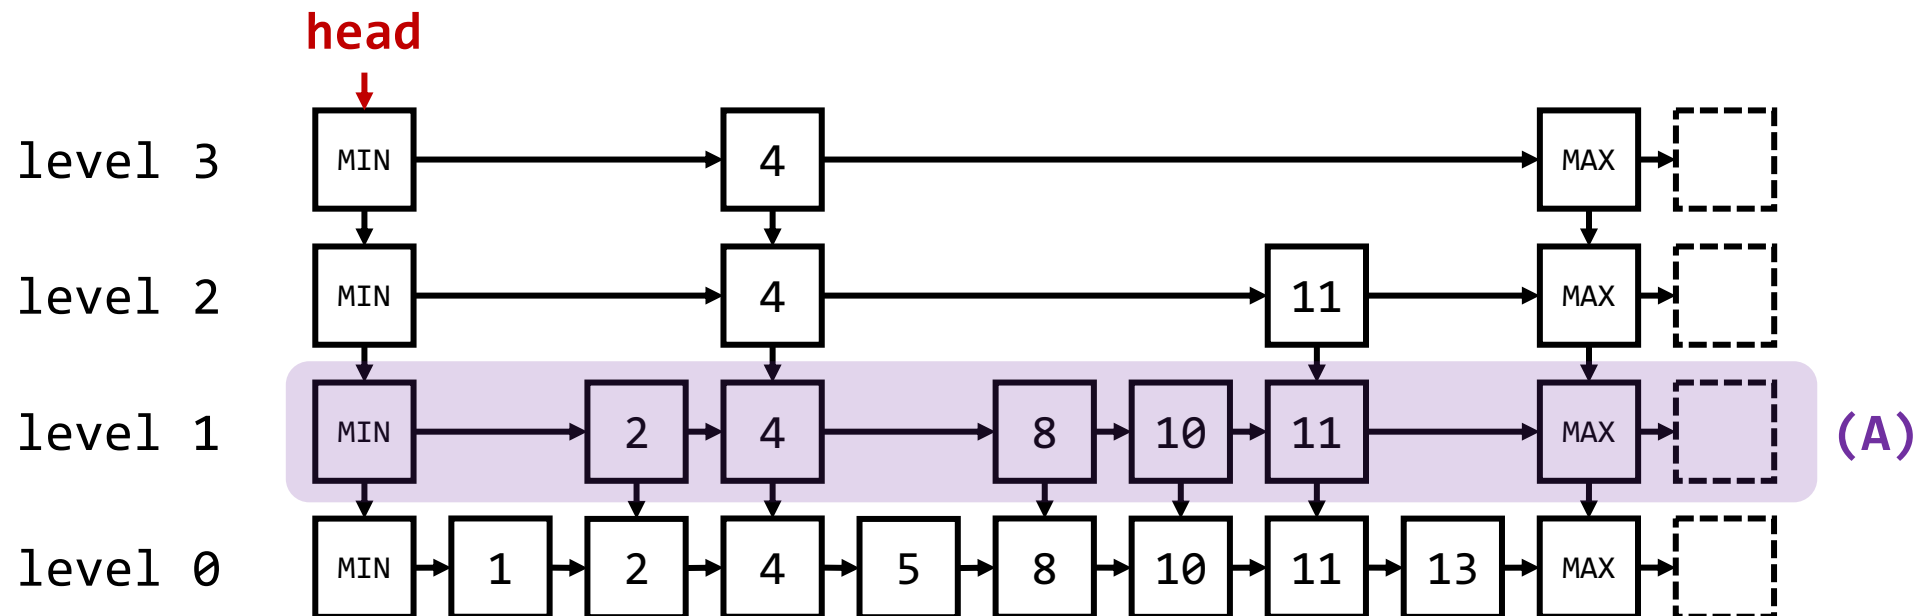 head
level 3 MIN 4 MAX
level 2 MIN 4 11 MAX
level 1 MIN 2 4 8 10 11 MAX (A)
level 0 MIN 1 2 4 5 8 10 11 13 MAX